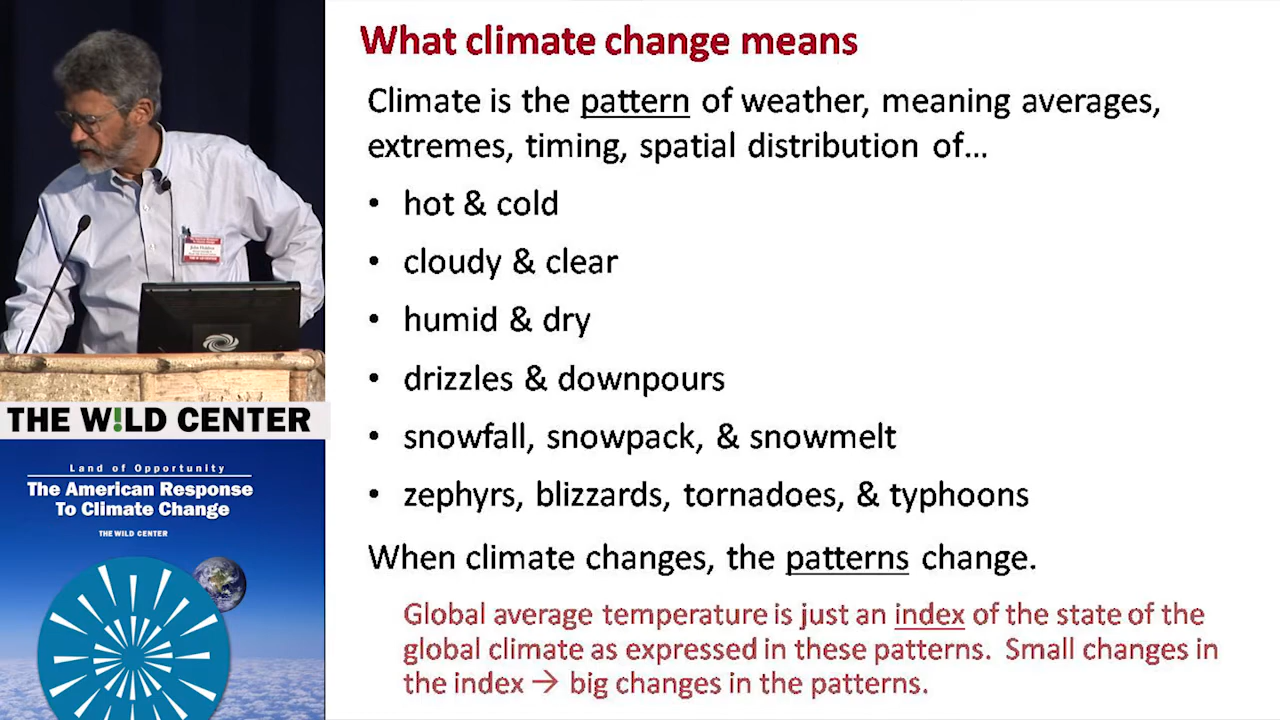 What climate change means
Climate is the pattern of weather, meaning averages,
extremes, timing, spatial distribution of...
• hot & cold
• cloudy & clear
• humid & dry
• drizzles & downpours
• snowfall, snowpack, & snowmelt
• zephyrs, blizzards, tornadoes, & typhoons
When climate changes, the patterns change.
Global average temperature is just an index of the state of the
global climate as expressed in these patterns. Small changes in
the index → big changes in the patterns.
THE W!LD CENTER
Land of Opportunity
The American Response
To Climate Change
THE WILD CENTER